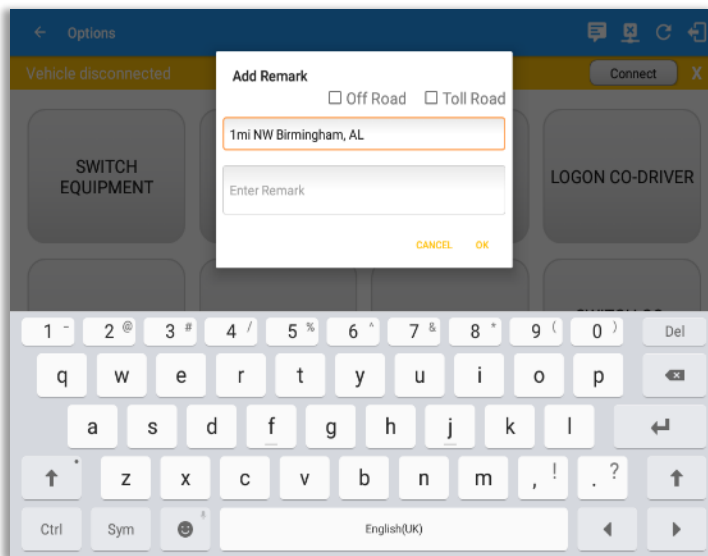 Options
Vehicle disconnected
Connect
X
Add Remark
Off Road
Toll Road
1mi NW Birmingham, AL
Enter Remark
CANCEL
OK
SWITCH
EQUIPMENT
LOGON CO-DRIVER
1 - 2 @ 3 # 4 / 5 % 6 ^ 7 & 8 * 9 ( 0 ) Del
q w e r t y u i o p
a s d f g h j k l
z x c v b n m , ! . ?
Ctrl Sym English(UK)